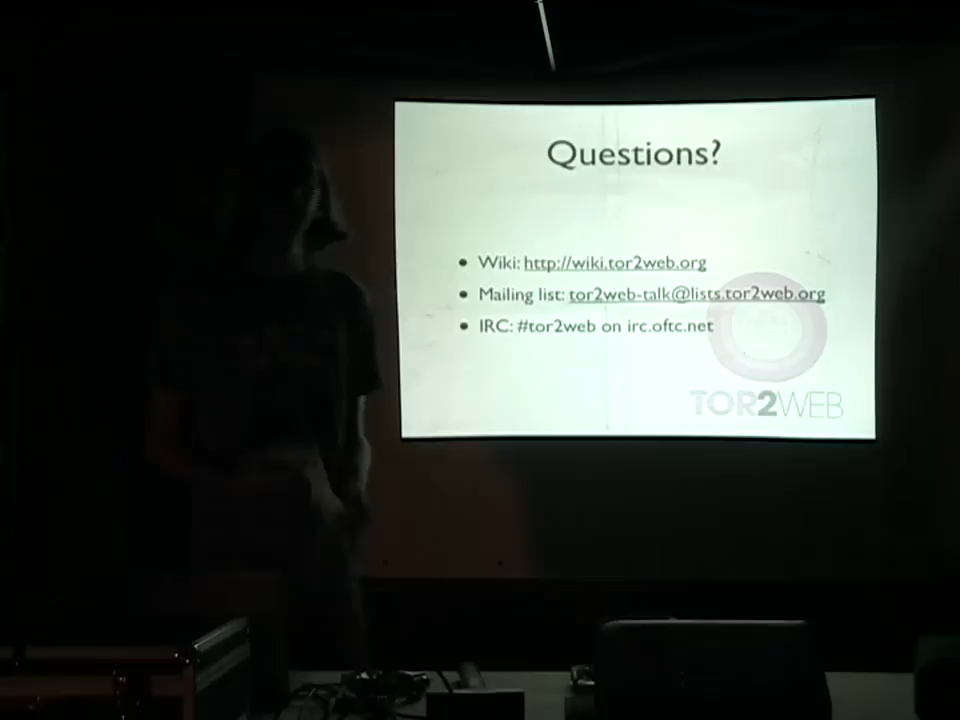 Questions?
• Wiki: http://wiki.tor2web.org
• Mailing list: tor2web-talk@lists.tor2web.org
• IRC: #tor2web on irc.oftc.net
TOR2WEB